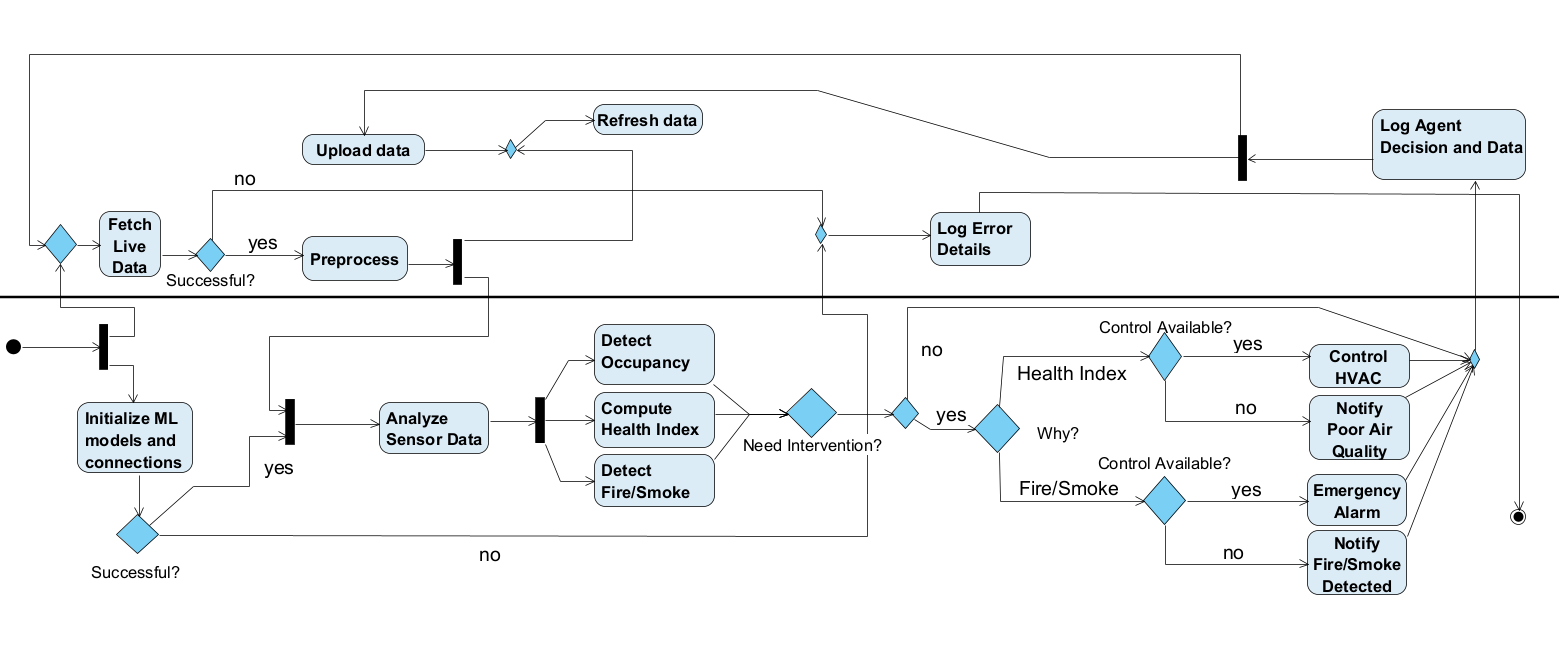 Refresh data
Log Agent
Decision and Data
Upload data
no
Fetch
Live
Data
yes
Successful?
Preprocess
Log Error
Details
Initialize ML
models and
connections
yes
Successful?
no
Analyze
Sensor Data
Detect
Occupancy
Compute
Health Index
Detect
Fire/Smoke
Need Intervention?
no
yes
Why?
Health Index
Control Available?
yes
Control
HVAC
no
Notify
Poor Air
Quality
Control Available?
Fire/Smoke
yes
Emergency
Alarm
no
Notify
Fire/Smoke
Detected